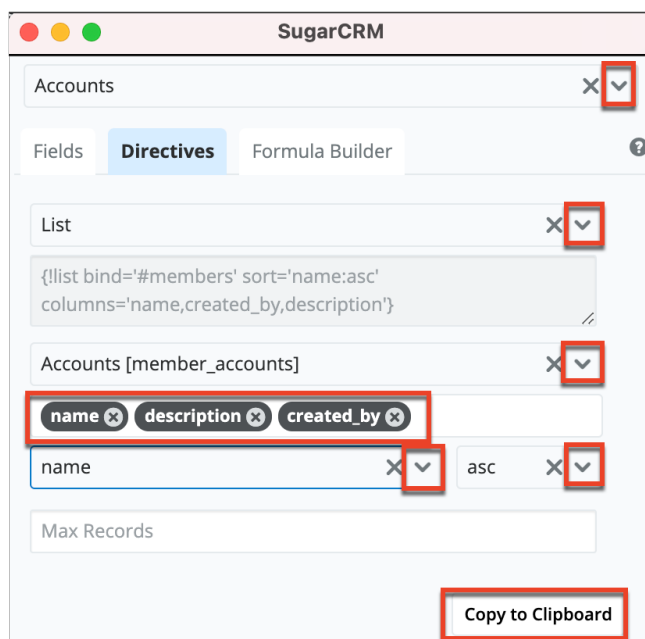 SugarCRM
Accounts
Fields Directives Formula Builder
List
{!list bind='#members' sort='name:asc'
columns='name,created_by,description'}
Accounts [member_accounts]
name description created_by
name asc
Max Records
Copy to Clipboard